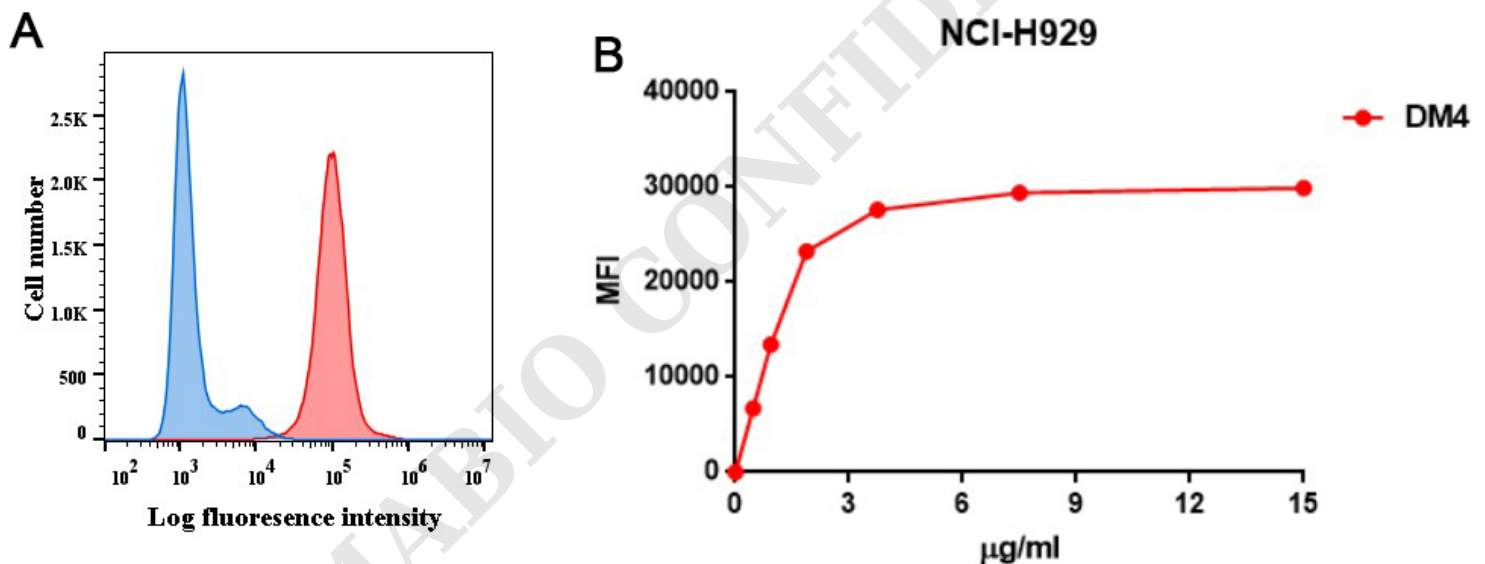 A
2.5K
2.0K
1.5K
1.0K
500
0
Cell number
10² 10³ 10⁴ 10⁵ 10⁶ 10⁷
Log fluoresence intensity
B
NCI-H929
40000
30000
20000
10000
0
MFI
0 3 6 9 12 15
μg/ml
DM4
MABIO CONFID